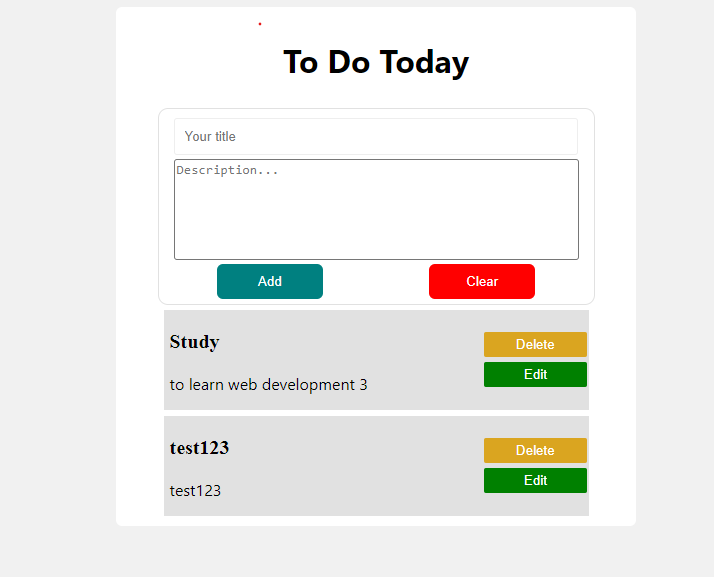 To Do Today
Your title
Description...
Add Clear
Study
Delete
to learn web development 3
Edit
test123
Delete
test123
Edit